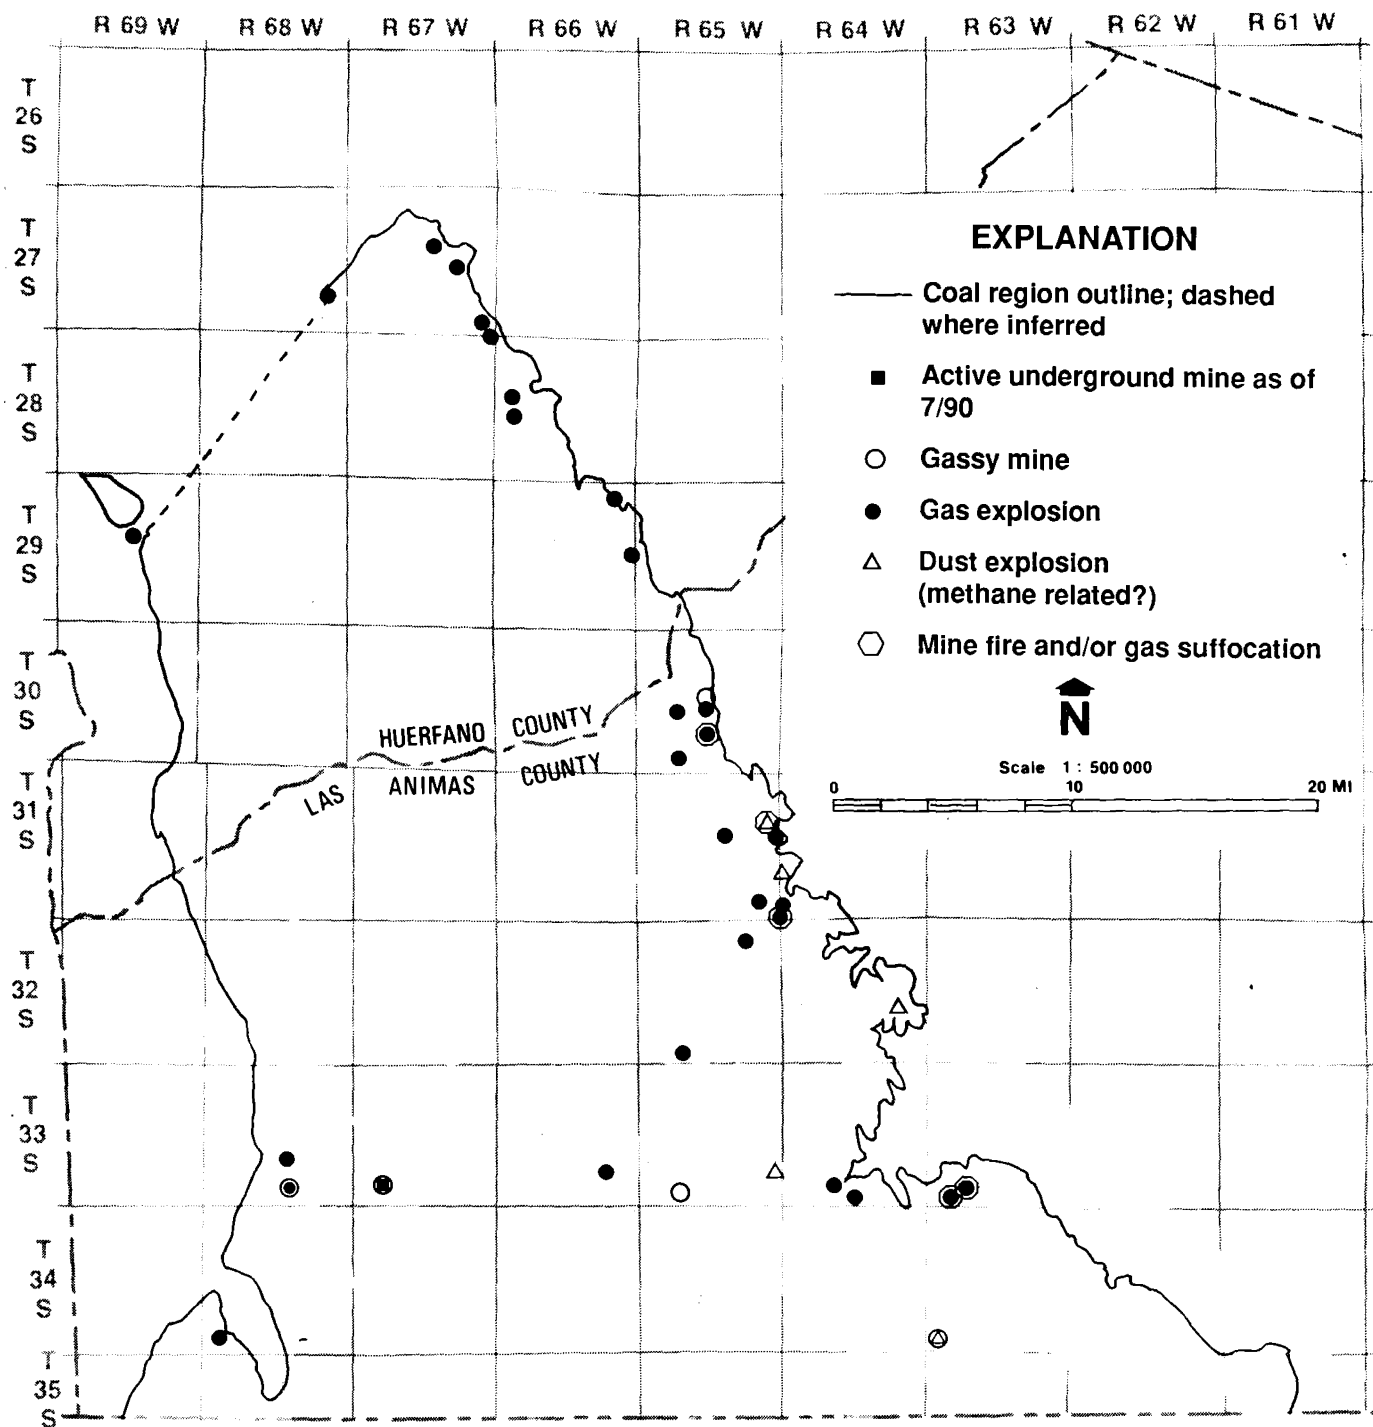 R 69 W R 68 W R 67 W R 66 W R 65 W R 64 W R 63 W R 62 W R 61 W
T
26
S
T
27
S
T
28
S
T
29
S
T
30
S
T
31
S
T
32
S
T
33
S
T
34
S
T
35
S
EXPLANATION
Coal region outline; dashed
where inferred
Active underground mine as of
7/90
Gassy mine
Gas explosion
Dust explosion
(methane related?)
Mine fire and/or gas suffocation
N
Scale 1 : 500 000
0 10 20 MI
HUERFANO COUNTY
LAS ANIMAS COUNTY